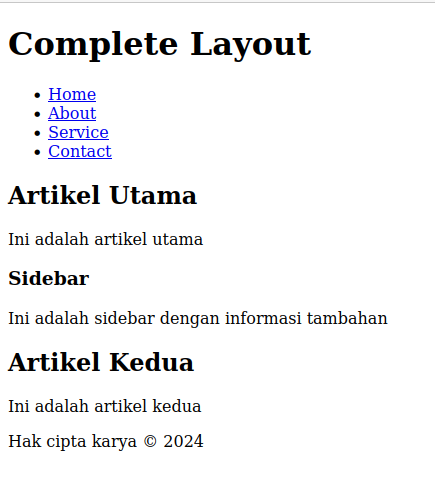 Complete Layout
Home
About
Service
Contact
Artikel Utama
Ini adalah artikel utama
Sidebar
Ini adalah sidebar dengan informasi tambahan
Artikel Kedua
Ini adalah artikel kedua
Hak cipta karya © 2024